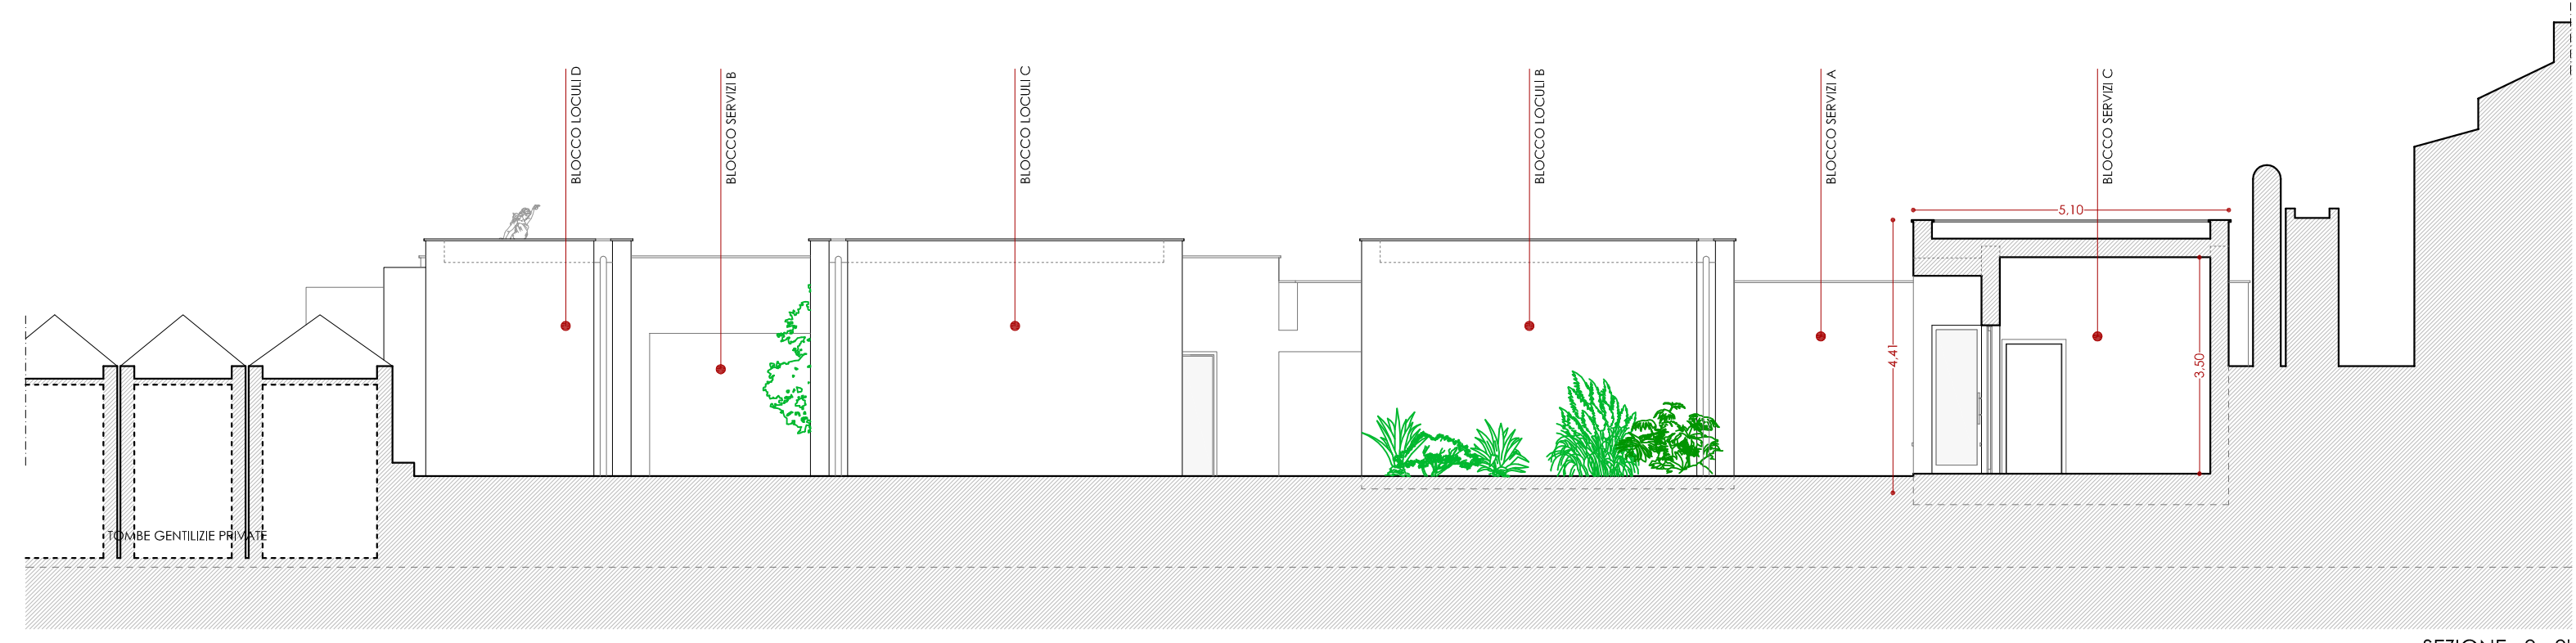 BLOCCO LOCULI D
BLOCCO SERVIZI B
BLOCCO LOCULI C
BLOCCO LOCULI B
BLOCCO SERVIZI A
BLOCCO SERVIZI C
5,10
4,41
3,50
TOMBE GENTILIZIE PRIVATE